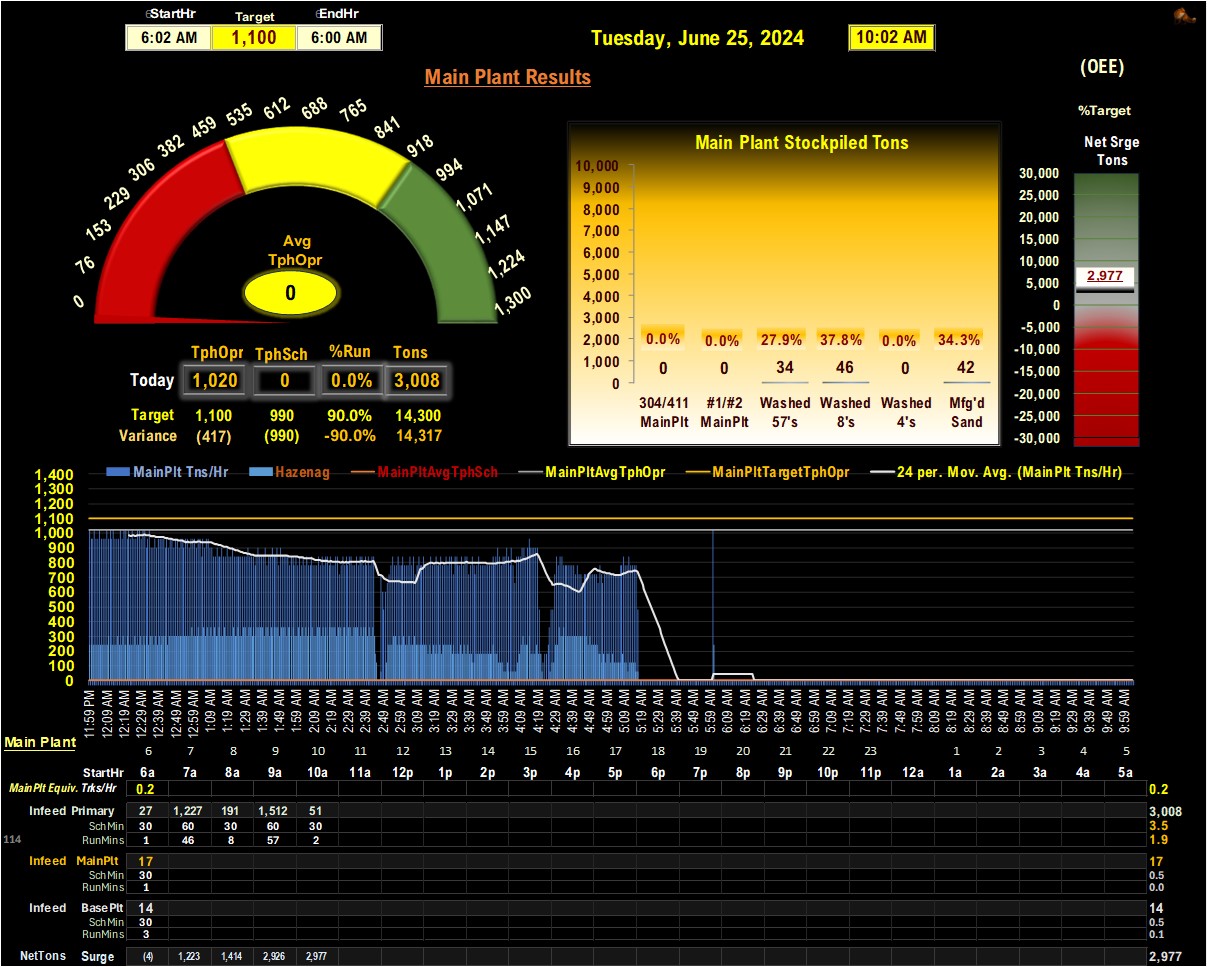 StartHr Target EndHr
6:02 AM 1,100 6:00 AM
Tuesday, June 25, 2024 10:02 AM
(OEE)
Main Plant Results
%Target
Net Srge
Tons
0 76 153 229 306 382 459 535 612 688 765 841 918 994 1,071 1,147 1,224 1,300
Avg
TphOpr
0
Main Plant Stockpiled Tons
10,000
9,000
8,000
7,000
6,000
5,000
4,000
3,000
2,000
1,000
0
0.0% 0.0% 27.9% 37.8% 0.0% 34.3%
0 0 34 46 0 42
304/411 #1/#2 Washed Washed Washed Mfg'd
MainPlt MainPlt 57's 8's 4's Sand
30,000
25,000
20,000
15,000
10,000
5,000
0
-5,000
-10,000
-15,000
-20,000
-25,000
-30,000
2,977
TphOpr TphSch %Run Tons
Today 1,020 0 0.0% 3,008
Target 1,100 990 90.0% 14,300
Variance (417) (990) -90.0% 14,317
MainPlt Tns/Hr Hazenag MainPltAvgTphSch MainPltAvgTphOpr MainPltTargetTphOpr 24 per. Mov. Avg. (MainPlt Tns/Hr)
1,400
1,300
1,200
1,100
1,000
900
800
700
600
500
400
300
200
100
0
11:59 PM 12:09 AM 12:19 AM 12:29 AM 12:39 AM 12:49 AM 12:59 AM 1:09 AM 1:19 AM 1:29 AM 1:39 AM 1:49 AM 1:59 AM 2:09 AM 2:19 AM 2:29 AM 2:39 AM 2:49 AM 2:59 AM 3:09 AM 3:19 AM 3:29 AM 3:39 AM 3:49 AM 3:59 AM 4:09 AM 4:19 AM 4:29 AM 4:39 AM 4:49 AM 4:59 AM 5:09 AM 5:19 AM 5:29 AM 5:39 AM 5:49 AM 5:59 AM 6:09 AM 6:19 AM 6:29 AM 6:39 AM 6:49 AM 6:59 AM 7:09 AM 7:19 AM 7:29 AM 7:39 AM 7:49 AM 7:59 AM 8:09 AM 8:19 AM 8:29 AM 8:39 AM 8:49 AM 8:59 AM 9:09 AM 9:19 AM 9:29 AM 9:39 AM 9:49 AM 9:59 AM
Main Plant
6 7 8 9 10 11 12 13 14 15 16 17 18 19 20 21 22 23 1 2 3 4 5
StartHr 6a 7a 8a 9a 10a 11a 12p 1p 2p 3p 4p 5p 6p 7p 8p 9p 10p 11p 12a 1a 2a 3a 4a 5a
MainPlt Equiv. Trks/Hr 0.2 0.2
Infeed Primary 27 1,227 191 1,512 51 3,008
SchMin 30 60 30 60 30 3.5
114 RunMins 1 46 8 57 2 1.9
Infeed MainPlt 17 17
SchMin 30 0.5
RunMins 1 0.0
Infeed BasePlt 14 14
SchMin 30 0.5
RunMins 3 0.1
NetTons Surge (4) 1,223 1,414 2,926 2,977 2,977